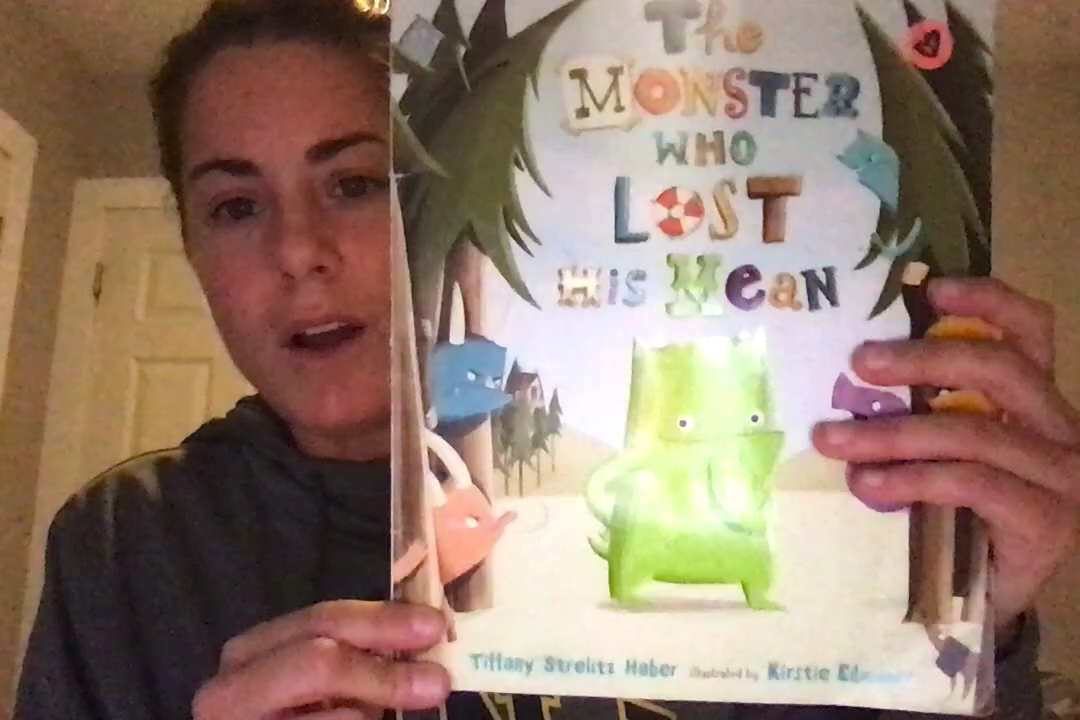 The
MONSTER
WHO
LOST
His MeaN
Tiffany Strelitz Haber illustrated by Kirstie